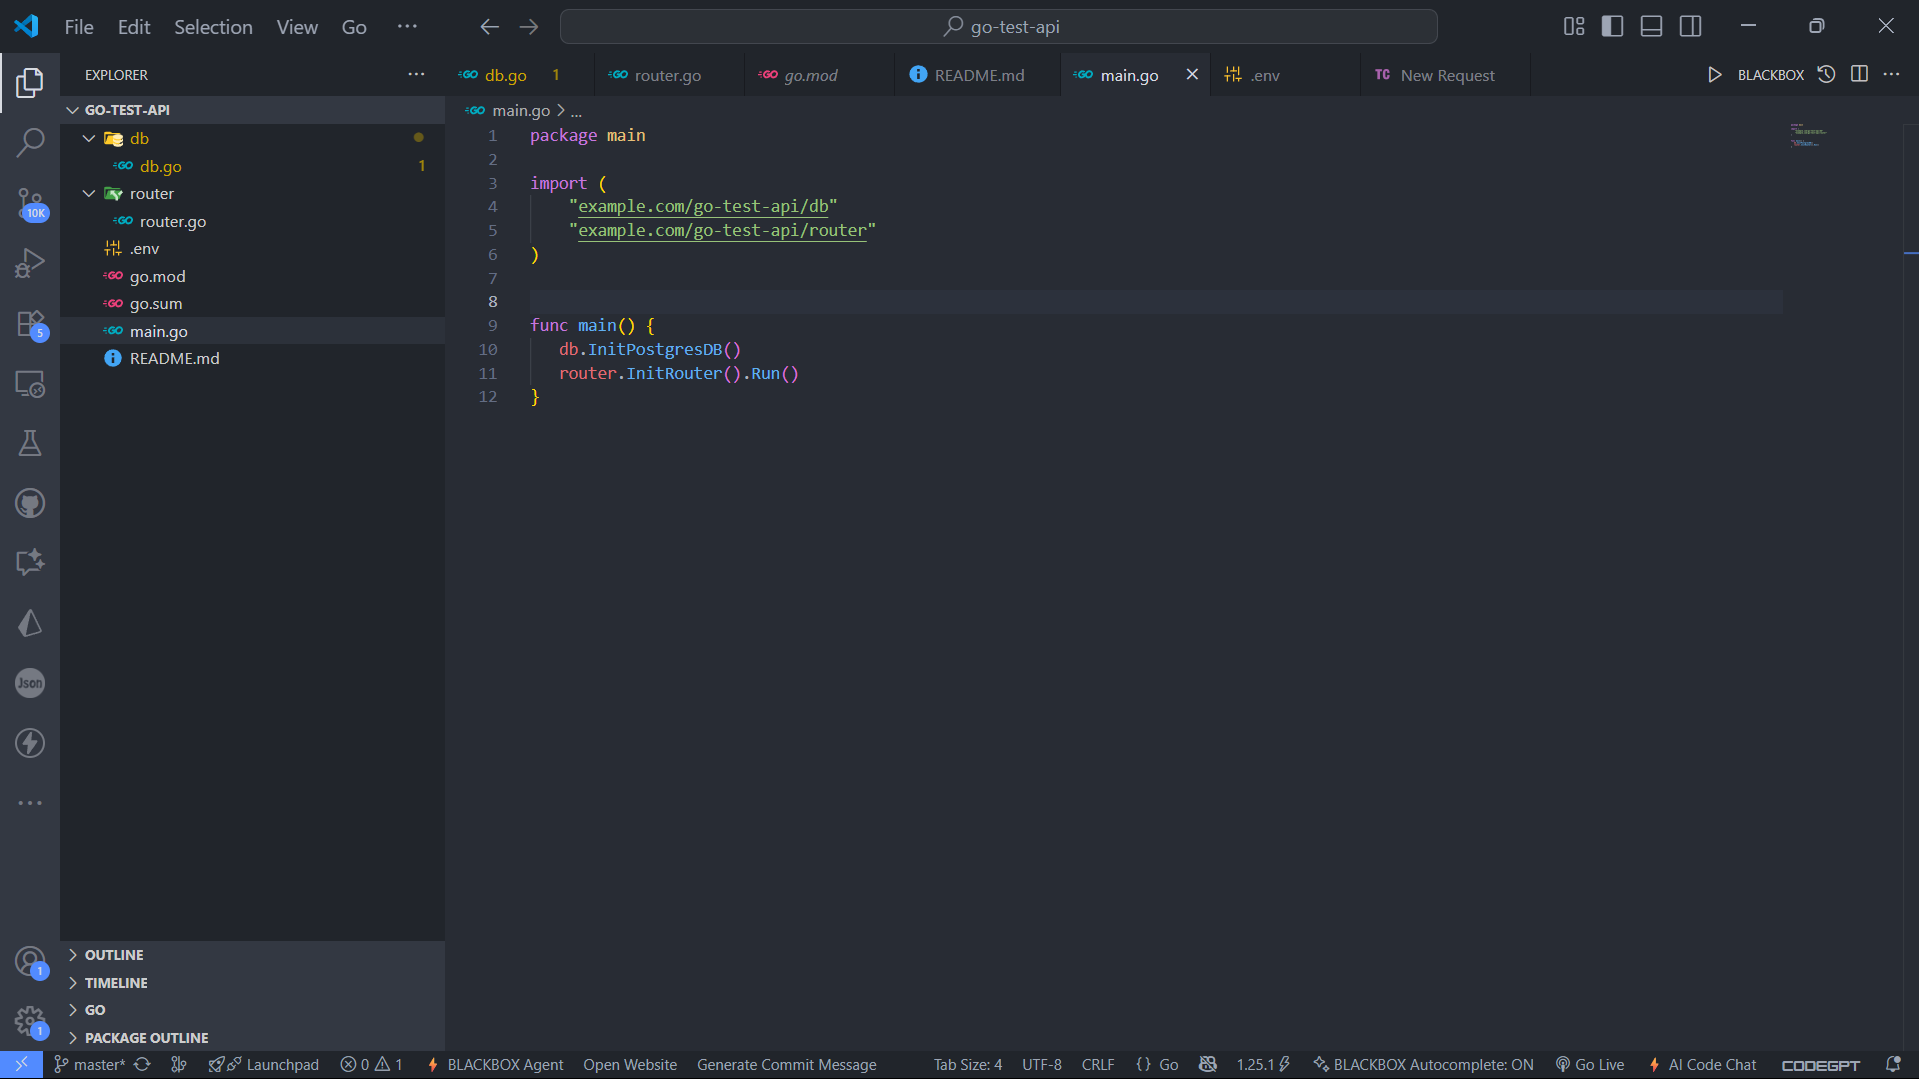 File Edit Selection View Go ··· go-test-api
EXPLORER ···
db.go 1 router.go go.mod README.md main.go .env TC New Request BLACKBOX ···
GO-TEST-API
db
db.go 1
router
router.go
.env
go.mod
go.sum
main.go
README.md
main.go > ...
1 package main
2
3 import (
4 "example.com/go-test-api/db"
5 "example.com/go-test-api/router"
6 )
7
8
9 func main() {
10 db.InitPostgresDB()
11 router.InitRouter().Run()
12 }
10K
5
Json
1
1
OUTLINE
TIMELINE
GO
PACKAGE OUTLINE
master* Launchpad 0 1 BLACKBOX Agent Open Website Generate Commit Message Tab Size: 4 UTF-8 CRLF {} Go 1.25.1 BLACKBOX Autocomplete: ON Go Live AI Code Chat CODEGPT